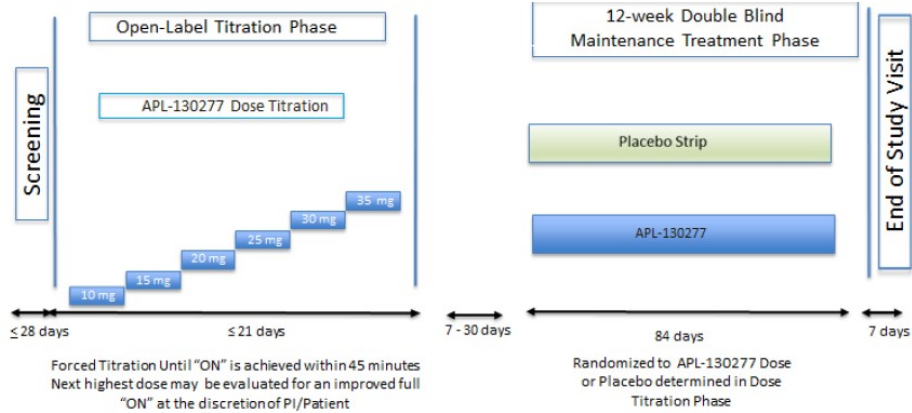 Screening
Open-Label Titration Phase
APL-130277 Dose Titration
35 mg
30 mg
25 mg
20 mg
15 mg
10 mg
≤ 28 days
≤21 days
Forced Titration Until "ON" is achieved within 45 minutes
Next highest dose may be evaluated for an improved full
"ON" at the discretion of PI/Patient
7 - 30 days
12-week Double Blind
Maintenance Treatment Phase
Placebo Strip
APL-130277
84 days
Randomized to APL-130277 Dose
or Placebo determined in Dose
Titration Phase
End of Study Visit
7 days